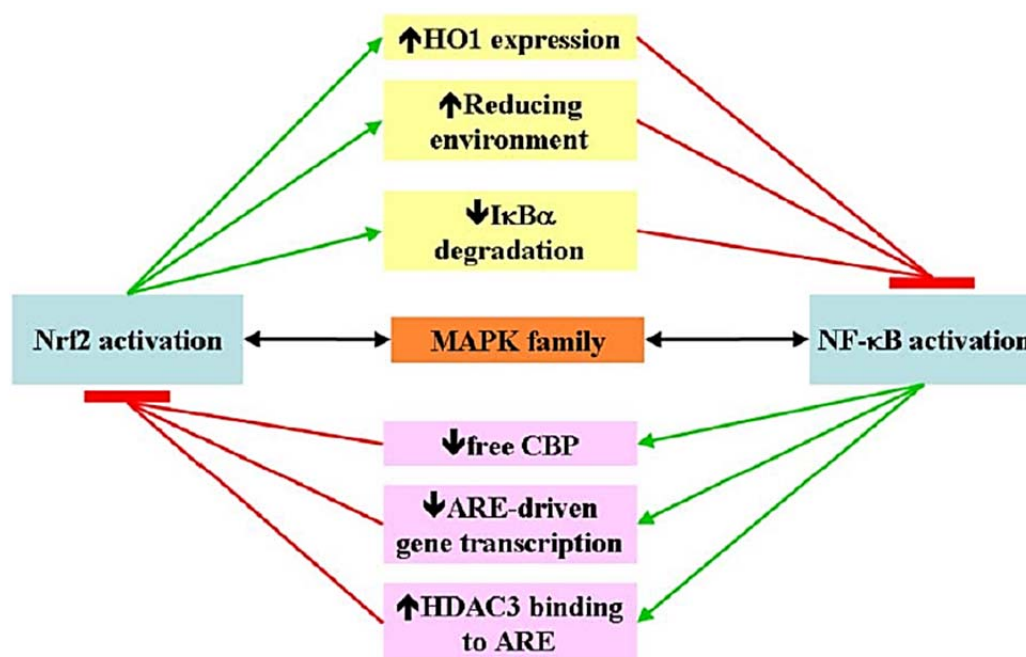 ↑HO1 expression
↑Reducing
environment
↓IκBα
degradation
Nrf2 activation
MAPK family
NF-κB activation
↓free CBP
↓ARE-driven
gene transcription
↑HDAC3 binding
to ARE